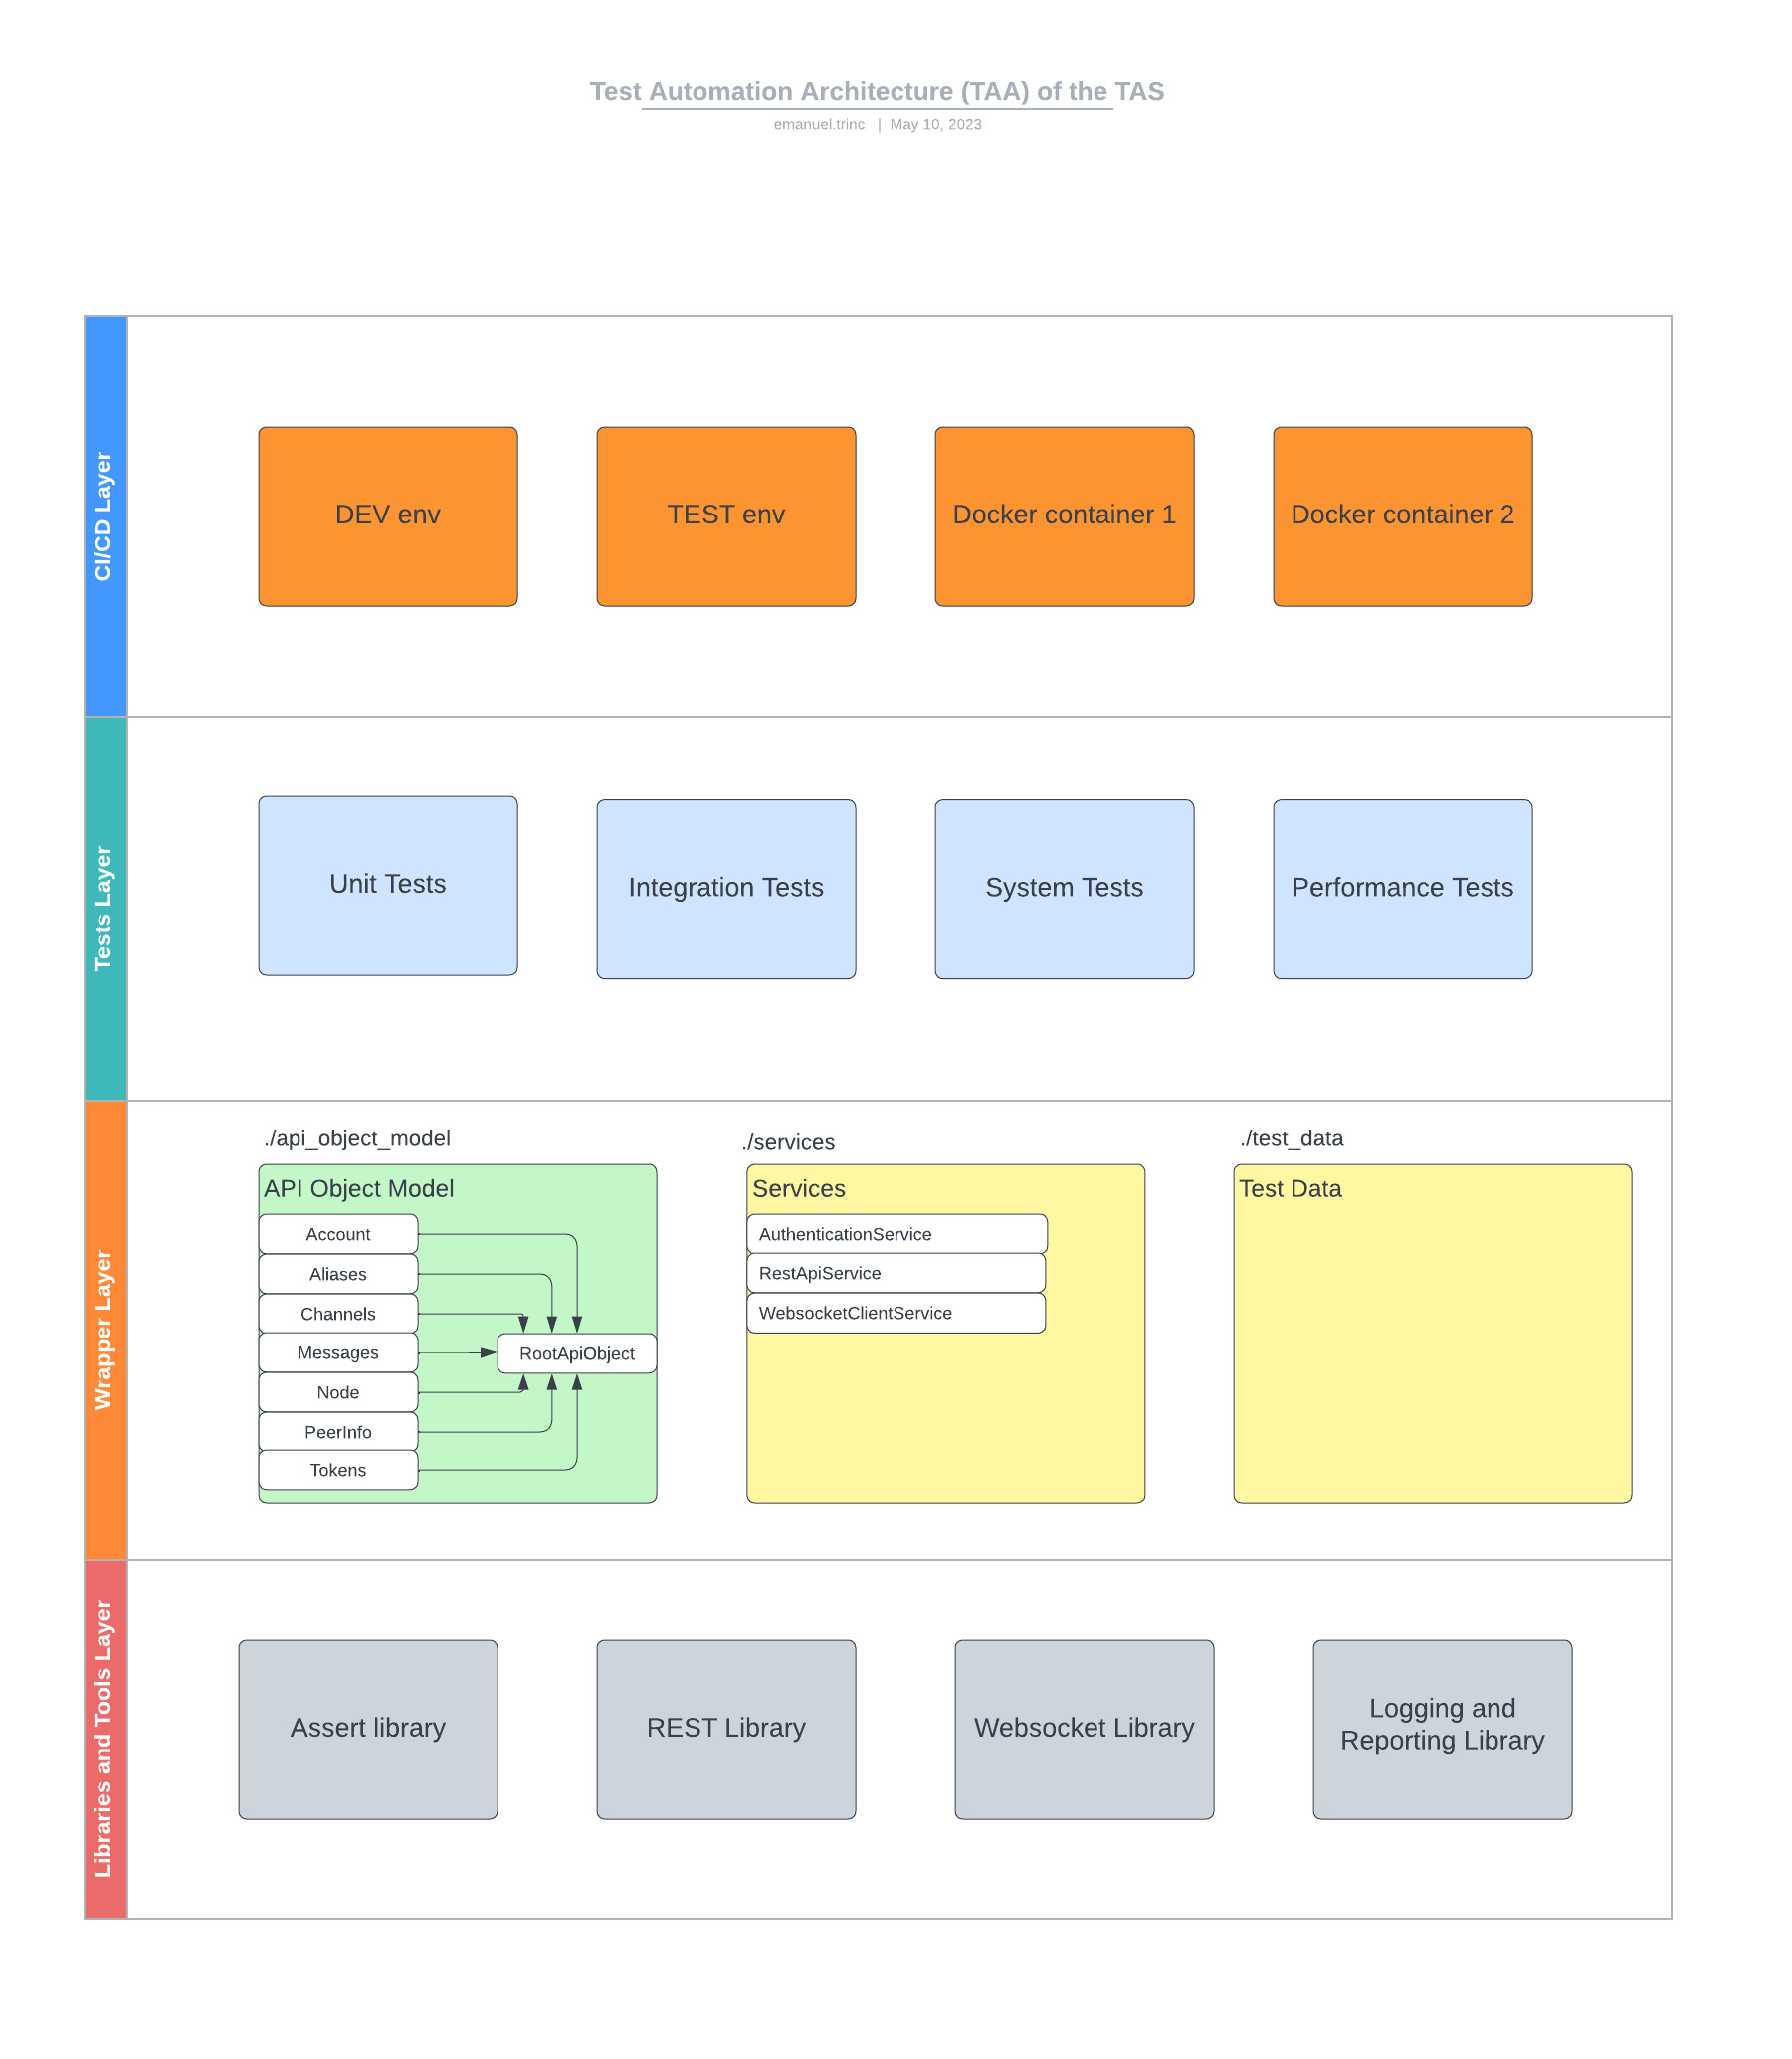 Test Automation Architecture (TAA) of the TAS
emanuel.trinc | May 10, 2023
CI/CD Layer
DEV env
TEST env
Docker container 1
Docker container 2
Tests Layer
Unit Tests
Integration Tests
System Tests
Performance Tests
Wrapper Layer
./api_object_model
API Object Model
Account
Aliases
Channels
Messages
Node
PeerInfo
Tokens
RootApiObject
./services
Services
AuthenticationService
RestApiService
WebsocketClientService
./test_data
Test Data
Libraries and Tools Layer
Assert library
REST Library
Websocket Library
Logging and
Reporting Library